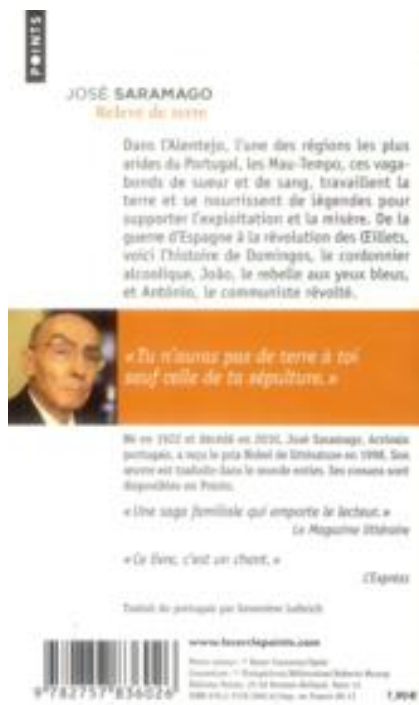 POINTS
JOSÉ SARAMAGO
Relevé de terre
Dans l'Alentejo, l'une des régions les plus
arides du Portugal, les Mau-Tempo, ces vaga-
bonds de sueur et de sang, travaillent la
terre et se nourrissent de légendes pour
supporter l'exploitation et la misère. De la
guerre d'Espagne à la révolution des Œillets,
voici l'histoire de Domingos, le cordonnier
alcoolique, João, le rebelle aux yeux bleus,
et António, le communiste révolté.
«Tu n'auras pas de terre à toi
sauf celle de ta sépulture.»
Né en 1922 et décédé en 2010, José Saramago, écrivain
portugais, a reçu le prix Nobel de littérature en 1998. Son
œuvre est traduite dans le monde entier. Ses romans sont
disponibles en Points.
«Une saga familiale qui emporte le lecteur.»
Le Magazine littéraire
«Ce livre, c'est un chant.»
L'Express
Traduit du portugais par Geneviève Leibrich
www.lecerclepoints.com
9 782757 836026
7,90€